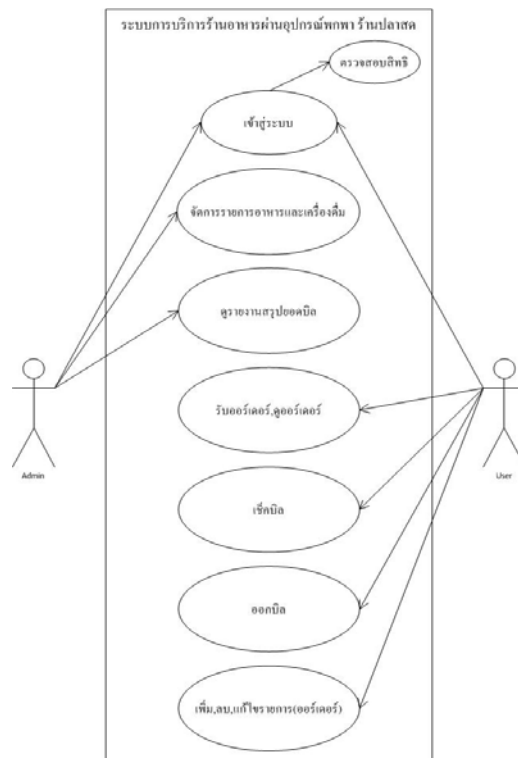 ระบบการบริการร้านอาหารผ่านอุปกรณ์พกพา ร้านปลาสด
ตรวจสอบสิทธิ
เข้าสู่ระบบ
จัดการรายการอาหารและเครื่องดื่ม
ดูรายงานสรุปยอดบิล
รับออร์เดอร์,ดูออร์เดอร์
Admin
User
เช็กบิล
ออกบิล
เพิ่ม,ลบ,แก้ไขรายการ(ออร์เดอร์)